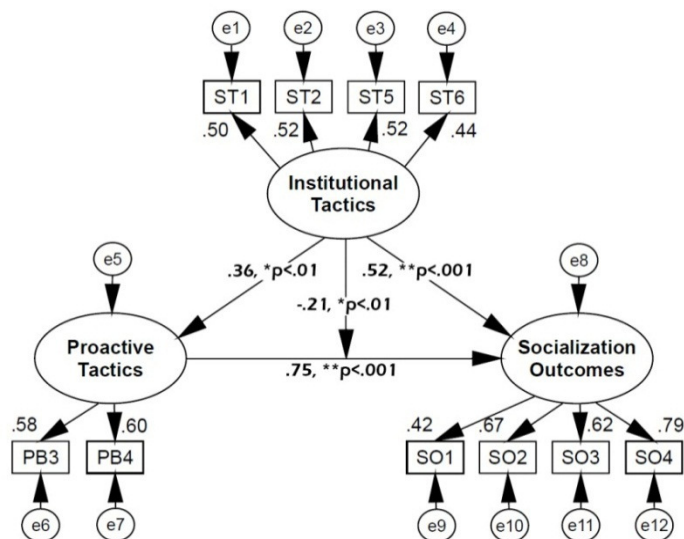 e1 e2 e3 e4
ST1 ST2 ST5 ST6
.50 .52 .52 .44
Institutional
Tactics
e5 e8
.36, *p<.01 .52, **p<.001
-.21, *p<.01
Proactive
Tactics
Socialization
Outcomes
.75, **p<.001
.58 .60 .42 .67 .62 .79
PB3 PB4 SO1 SO2 SO3 SO4
e6 e7 e9 e10 e11 e12